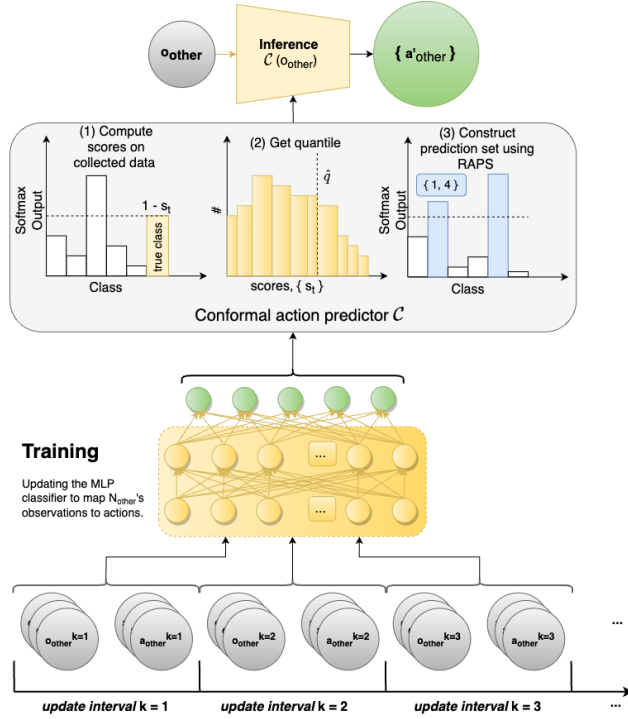 o_other
Inference
𝒞 (o_other)
{ a'_other }
(1) Compute
scores on
collected data
(2) Get quantile
(3) Construct
prediction set using
RAPS
Softmax
Output
1 - s_t
true class
Class
#
q̂
scores, { s_t }
Softmax
Output
{ 1, 4 }
Class
Conformal action predictor 𝒞
Training
Updating the MLP
classifier to map N_other's
observations to actions.
...
...
o_other^k=1
a_other^k=1
o_other^k=2
a_other^k=2
o_other^k=3
a_other^k=3
...
update interval k = 1
update interval k = 2
update interval k = 3
...